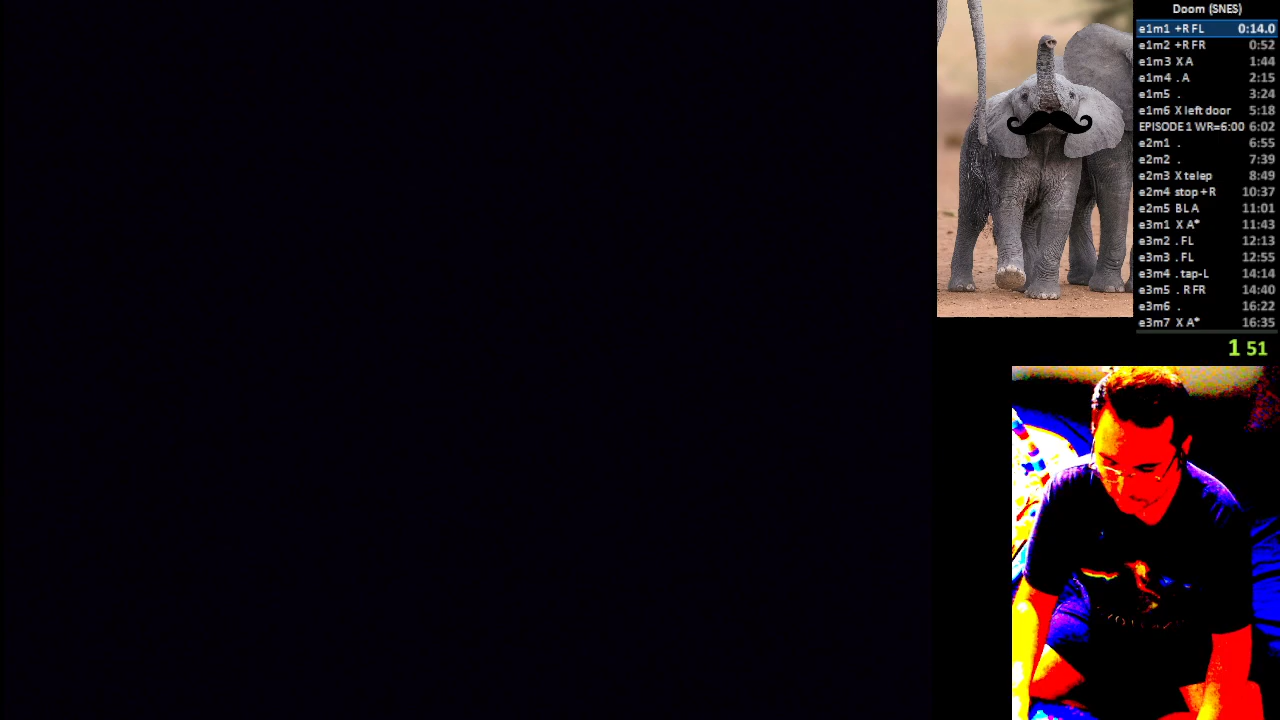 Doom (SNES)
e1m1 +R FL 0:14.0
e1m2 +R FR 0:52
e1m3 X A 1:44
e1m4 . A 2:15
e1m5 . 3:24
e1m6 X left door 5:18
EPISODE 1 WR=6:00 6:02
e2m1 . 6:55
e2m2 . 7:39
e2m3 X telep 8:49
e2m4 stop+R 10:37
e2m5 BL A 11:01
e3m1 X A* 11:43
e3m2 . FL 12:13
e3m3 . FL 12:55
e3m4 . tap-L 14:14
e3m5 . R FR 14:40
e3m6 . 16:22
e3m7 X A* 16:35
1 51